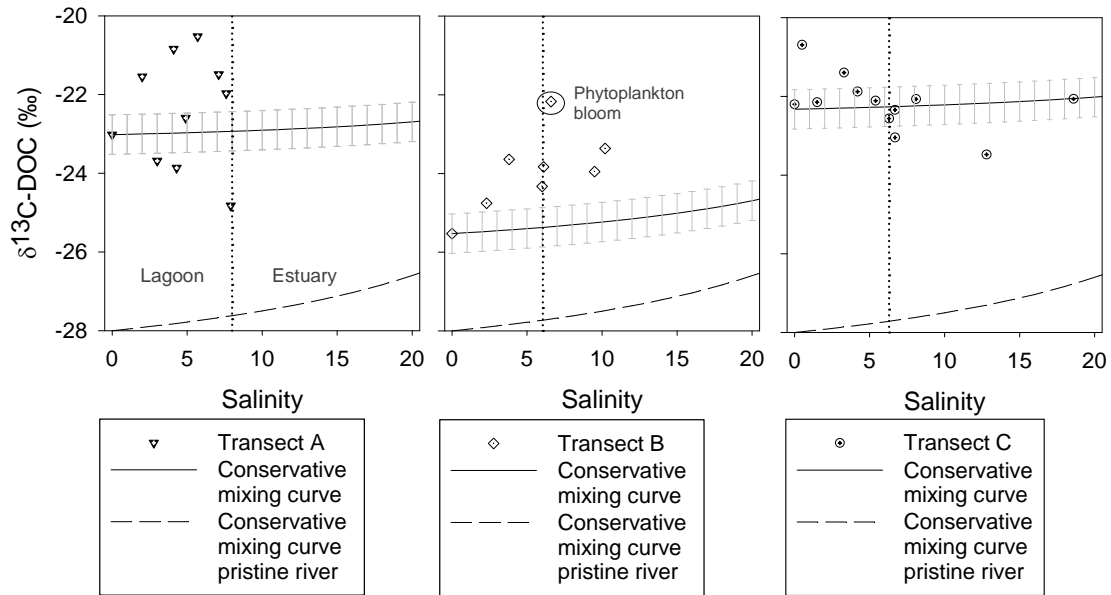 δ13C-DOC (‰)
-20
-22
-24
-26
-28
Lagoon
Estuary
0
5
10
15
20
Salinity
Phytoplankton
bloom
0
5
10
15
20
Salinity
0
5
10
15
20
Salinity
Transect A
Conservative
mixing curve
Conservative
mixing curve
pristine river
Transect B
Conservative
mixing curve
Conservative
mixing curve
pristine river
Transect C
Conservative
mixing curve
Conservative
mixing curve
pristine river